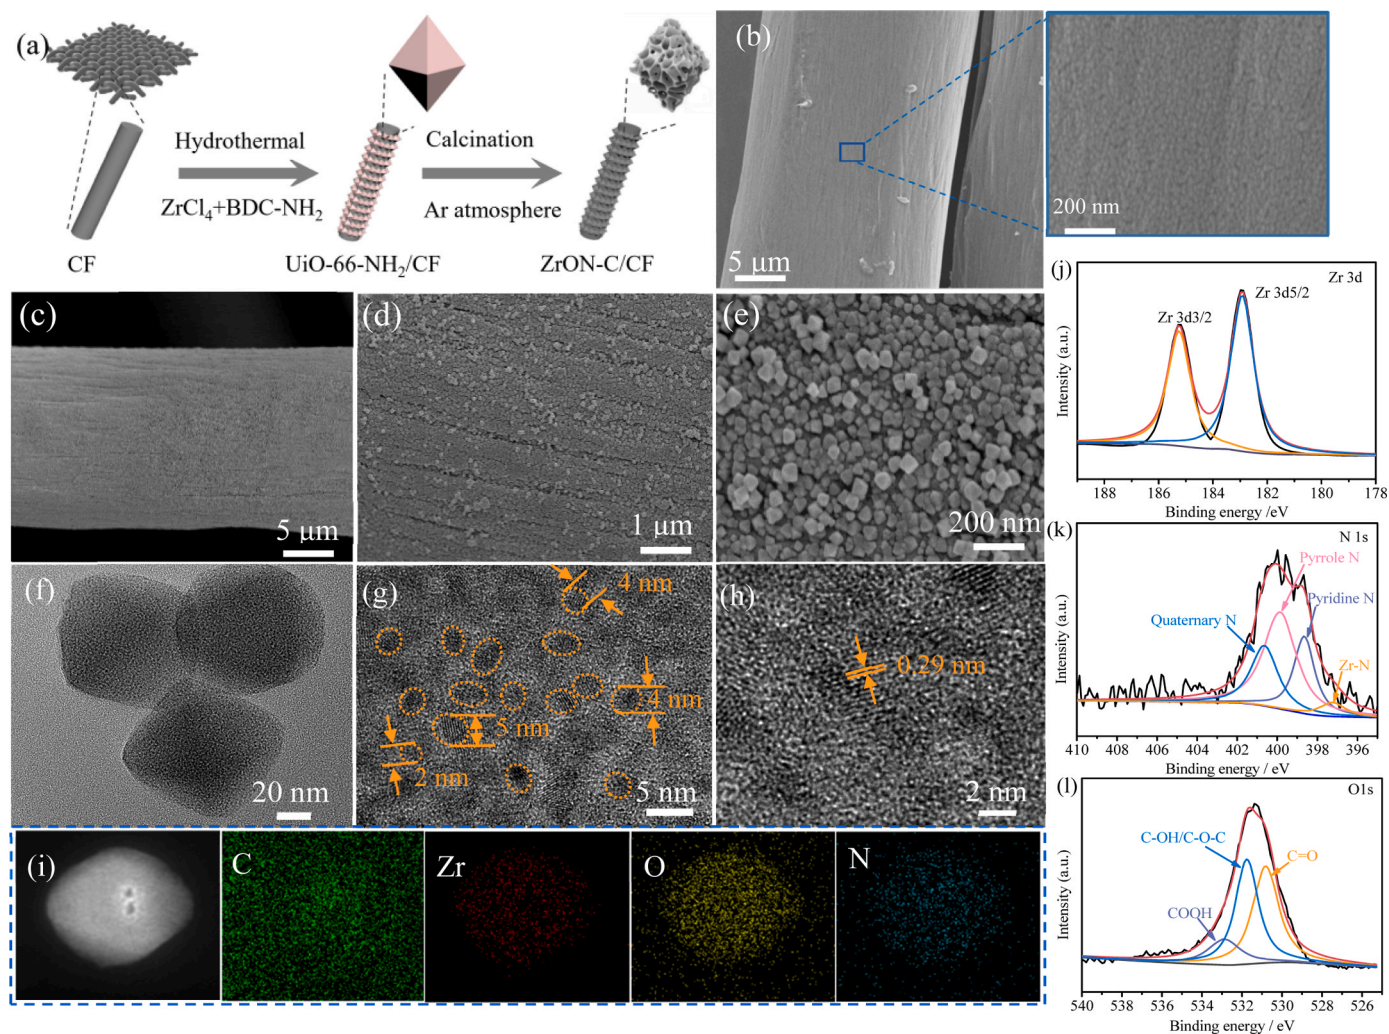 (a)
Hydrothermal
ZrCl4+BDC-NH2
Calcination
Ar atmosphere
CF
UiO-66-NH2/CF
ZrON-C/CF
(b)
5 μm
200 nm
(c)
5 μm
(d)
1 μm
(e)
200 nm
(f)
20 nm
(g)
4 nm
4 nm
5 nm
2 nm
5 nm
(h)
0.29 nm
2 nm
(i)
C
Zr
O
N
(j)
Zr 3d
Zr 3d5/2
Zr 3d3/2
Intensity (a.u.)
188 186 184 182 180 178
Binding energy /eV
(k)
N 1s
Pyrrole N
Pyridine N
Quaternary N
Zr-N
Intensity (a.u.)
410 408 406 404 402 400 398 396
Binding energy / eV
(l)
O1s
C-OH/C-O-C
C=O
COOH
Intensity (a.u.)
540 538 536 534 532 530 528 526
Binding energy / eV